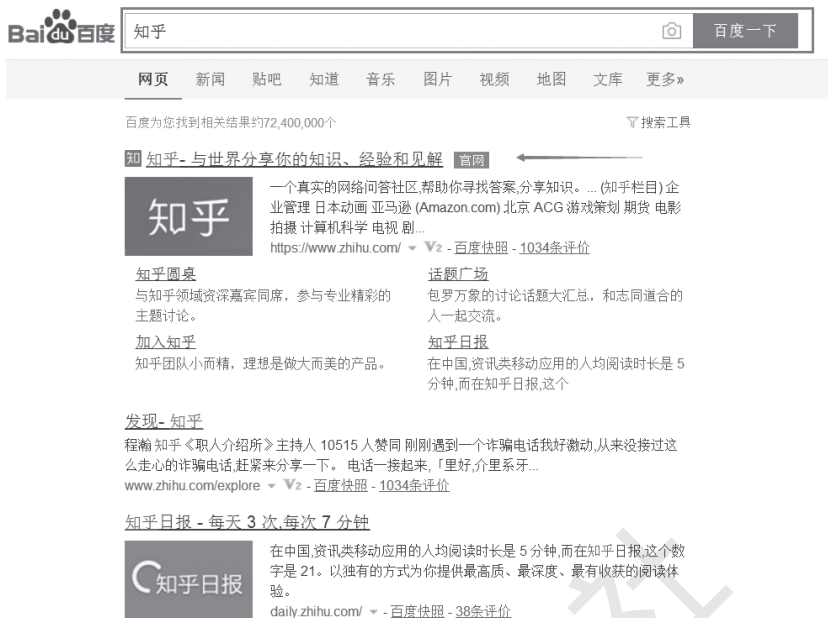 Bai du 百度
知乎
百度一下
网页 新闻 贴吧 知道 音乐 图片 视频 地图 文库 更多»
百度为您找到相关结果约72,400,000个
搜索工具
知 知乎- 与世界分享你的知识、经验和见解 官网
知乎
一个真实的网络问答社区,帮助你寻找答案,分享知识。... (知乎栏目) 企
业管理 日本动画 亚马逊 (Amazon.com) 北京 ACG 游戏策划 期货 电影
拍摄 计算机科学 电视 剧...
https://www.zhihu.com/ V2 - 百度快照 - 1034条评价
知乎圆桌
与知乎领域资深嘉宾同席，参与专业精彩的
主题讨论。
话题广场
包罗万象的讨论话题大汇总，和志同道合的
人一起交流。
加入知乎
知乎团队小而精，理想是做大而美的产品。
知乎日报
在中国,资讯类移动应用的人均阅读时长是 5
分钟,而在知乎日报,这个
发现- 知乎
程瀚 知乎《职人介绍所》主持人 10515 人赞同 刚刚遇到一个诈骗电话我好激动,从来没接过这
么走心的诈骗电话,赶紧来分享一下。 电话一接起来,「里好,介里系牙...
www.zhihu.com/explore V2 - 百度快照 - 1034条评价
知乎日报 - 每天 3 次,每次 7 分钟
知乎日报
在中国,资讯类移动应用的人均阅读时长是 5 分钟,而在知乎日报,这个数
字是 21。以独有的方式为你提供最高质、最深度、最有收获的阅读体
验。
daily.zhihu.com/ - 百度快照 - 38条评价
社